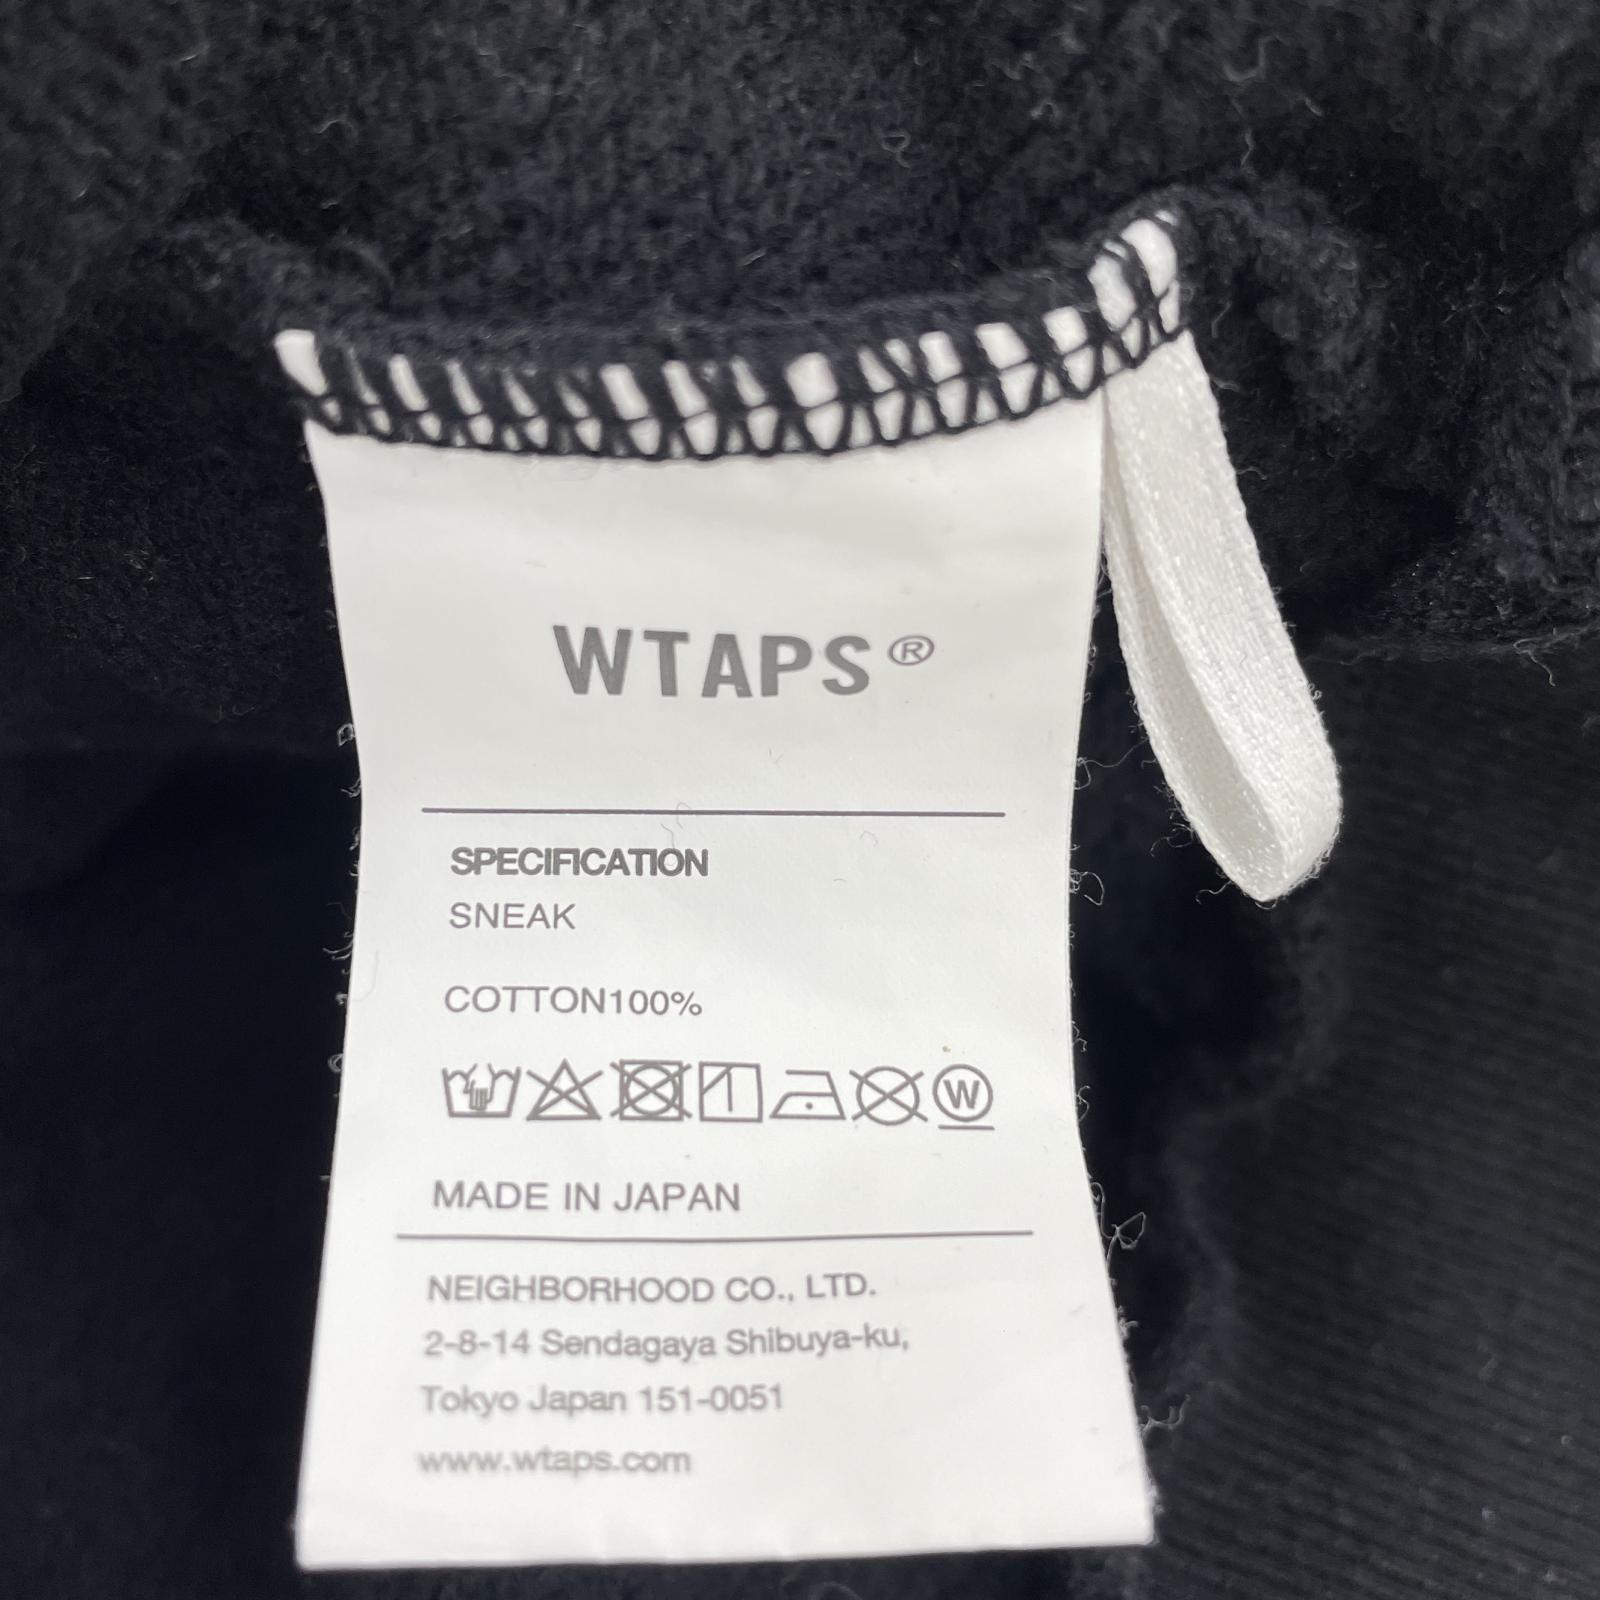 WTAPS®
SPECIFICATION
SNEAK
COTTON100%
W
MADE IN JAPAN
NEIGHBORHOOD CO., LTD.
2-8-14 Sendagaya Shibuya-ku,
Tokyo Japan 151-0051
www.wtaps.com